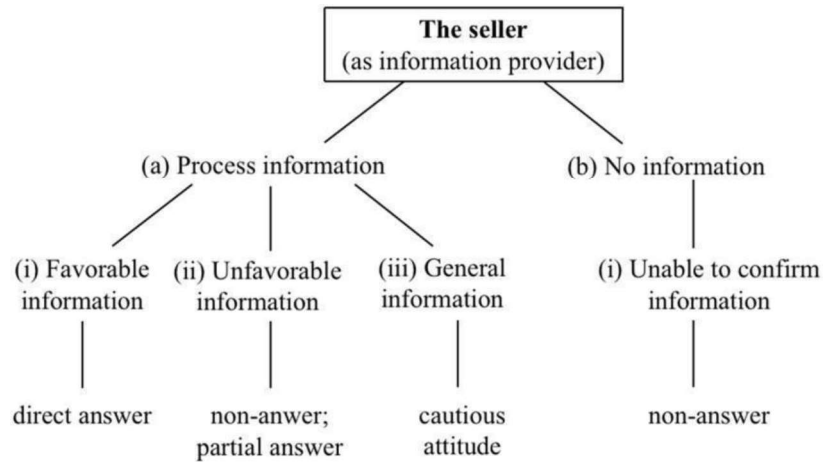 The seller
(as information provider)
(a) Process information
(b) No information
(i) Favorable
information
(ii) Unfavorable
information
(iii) General
information
(i) Unable to confirm
information
direct answer
non-anwer;
partial answer
cautious
attitude
non-answer